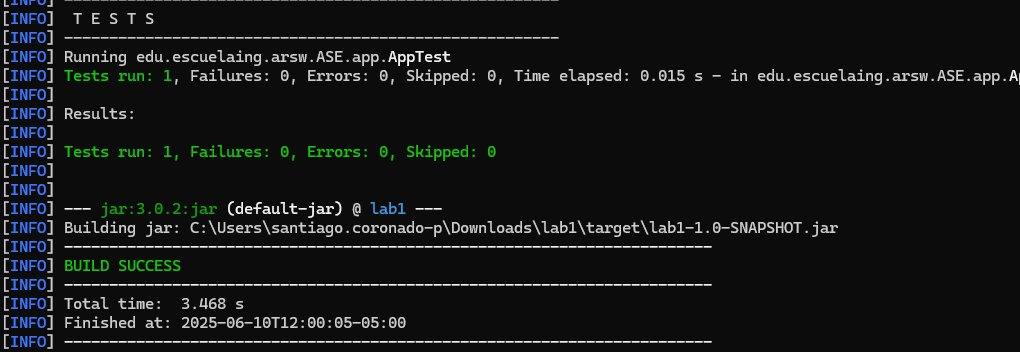 [INFO] -------------------------------------------------------
[INFO]  T E S T S
[INFO] -------------------------------------------------------
[INFO] Running edu.escuelaing.arsw.ASE.app.AppTest
[INFO] Tests run: 1, Failures: 0, Errors: 0, Skipped: 0, Time elapsed: 0.015 s - in edu.escuelaing.arsw.ASE.app.Ap
[INFO]
[INFO] Results:
[INFO]
[INFO] Tests run: 1, Failures: 0, Errors: 0, Skipped: 0
[INFO]
[INFO]
[INFO] --- jar:3.0.2:jar (default-jar) @ lab1 ---
[INFO] Building jar: C:\Users\santiago.coronado-p\Downloads\lab1\target\lab1-1.0-SNAPSHOT.jar
[INFO] ------------------------------------------------------------------------
[INFO] BUILD SUCCESS
[INFO] ------------------------------------------------------------------------
[INFO] Total time:  3.468 s
[INFO] Finished at: 2025-06-10T12:00:05-05:00
[INFO] ------------------------------------------------------------------------